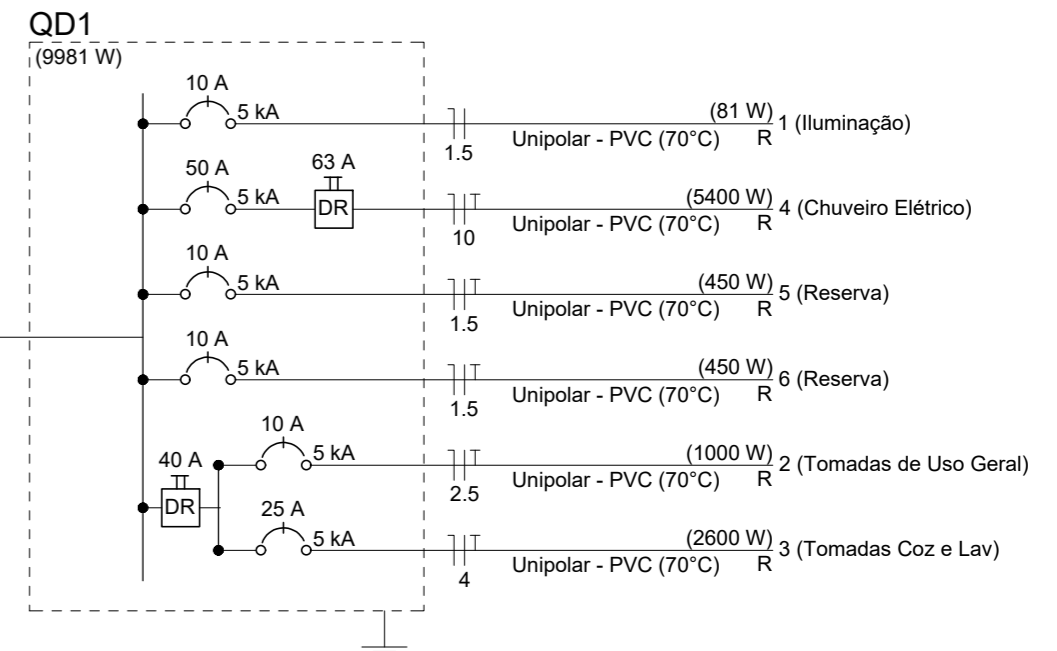 QD1
(9981 W)
10 A
5 kA
1.5
Unipolar - PVC (70°C)
(81 W)
R
1 (Iluminação)
50 A
5 kA
63 A
DR
10
Unipolar - PVC (70°C)
(5400 W)
R
4 (Chuveiro Elétrico)
10 A
5 kA
1.5
Unipolar - PVC (70°C)
(450 W)
R
5 (Reserva)
10 A
5 kA
1.5
Unipolar - PVC (70°C)
(450 W)
R
6 (Reserva)
40 A
DR
10 A
5 kA
2.5
Unipolar - PVC (70°C)
(1000 W)
R
2 (Tomadas de Uso Geral)
25 A
5 kA
4
Unipolar - PVC (70°C)
(2600 W)
R
3 (Tomadas Coz e Lav)